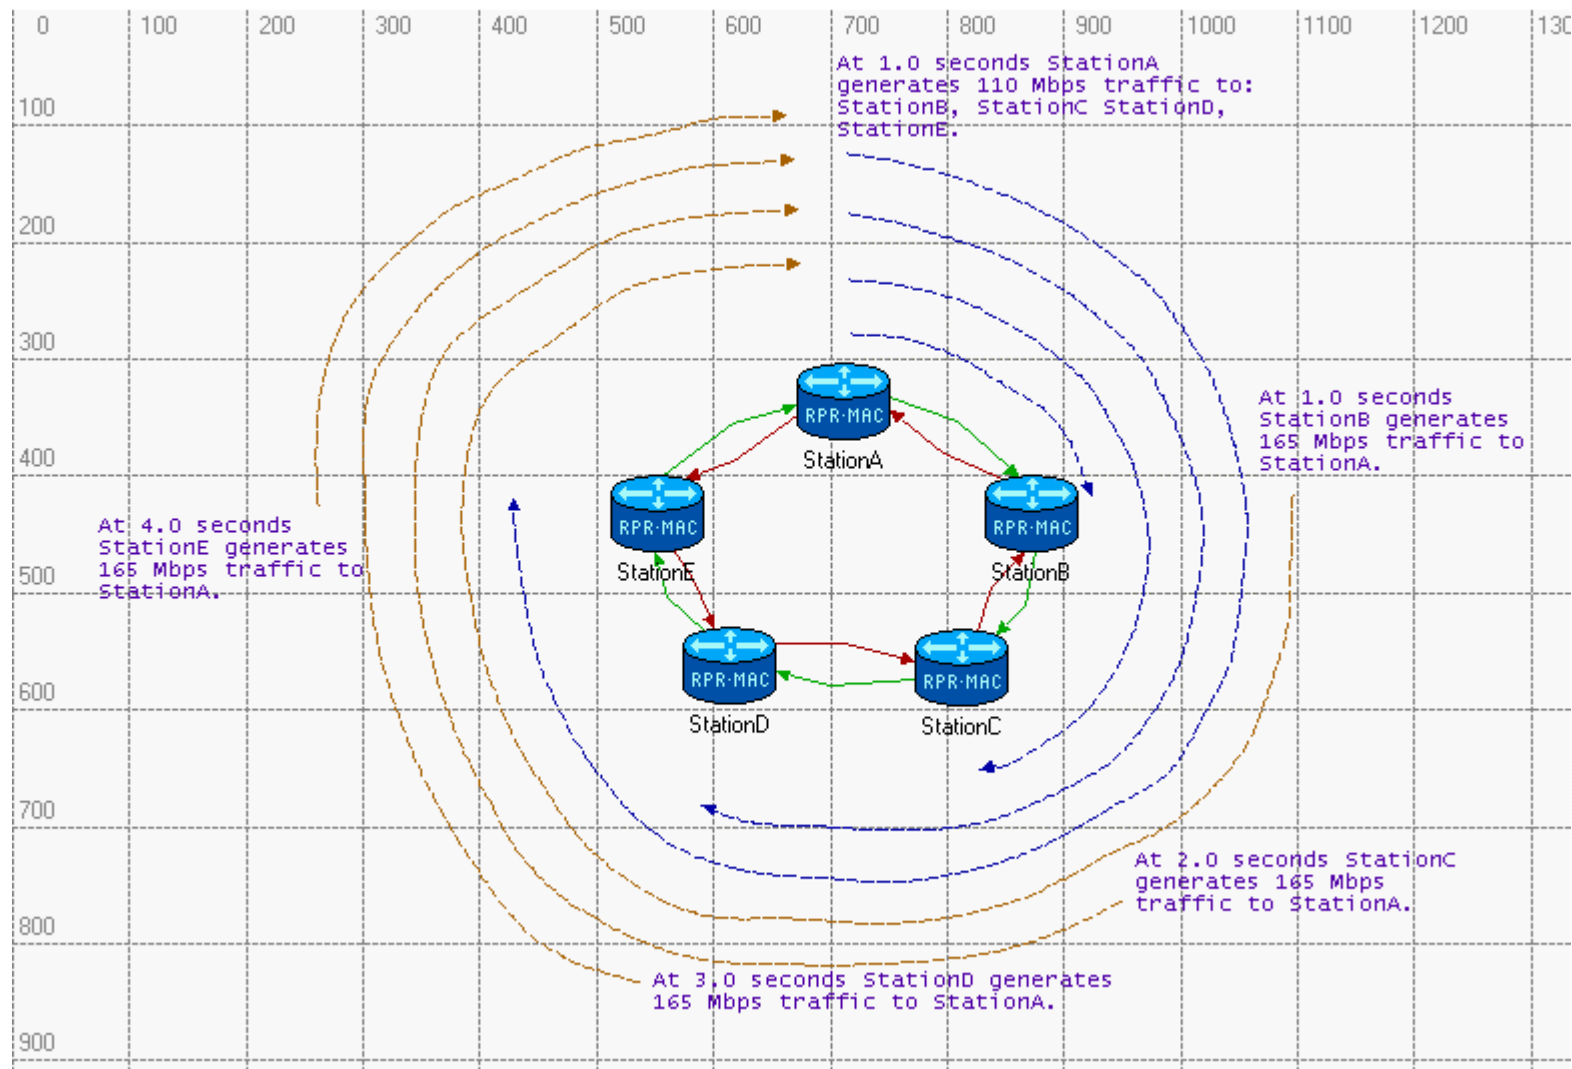 0 100 200 300 400 500 600 700 800 900 1000 1100 1200 130
At 1.0 seconds StationA
generates 110 Mbps traffic to:
StationB, StationC StationD,
StationE.
100
200
300
At 1.0 seconds
StationB generates
165 Mbps traffic to
StationA.
RPR-MAC
StationA
400
RPR-MAC
StationE
RPR-MAC
StationB
At 4.0 seconds
StationE generates
165 Mbps traffic to
StationA.
500
600
RPR-MAC
StationD
RPR-MAC
StationC
700
At 2.0 seconds StationC
generates 165 Mbps
traffic to StationA.
800
At 3.0 seconds StationD generates
165 Mbps traffic to StationA.
900